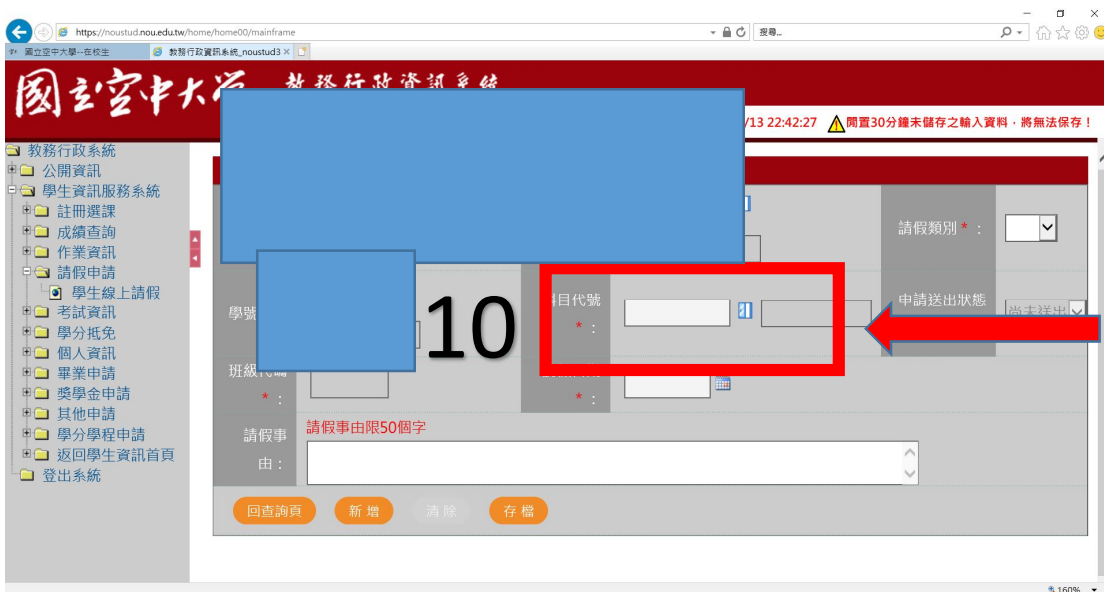 https://noustud.nou.edu.tw/home/home00/mainframe
搜尋...
國立空中大學--在校生
教務行政資訊系統_noustud3
國立空中大學 教務行政資訊系統
/13 22:42:27 閒置30分鐘未儲存之輸入資料，將無法保存！
教務行政系統
公開資訊
學生資訊服務系統
註冊選課
成績查詢
作業資訊
請假申請
學生線上請假
考試資訊
學分抵免
個人資訊
畢業申請
獎學金申請
其他申請
學分學程申請
返回學生資訊首頁
登出系統
請假類別 * :
學號
10
科目代號
* :
申請送出狀態
尚未送出
班級代碼
* :
* :
請假事由:
請假事由限50個字
回查詢頁
新 增
清 除
存 檔
160%